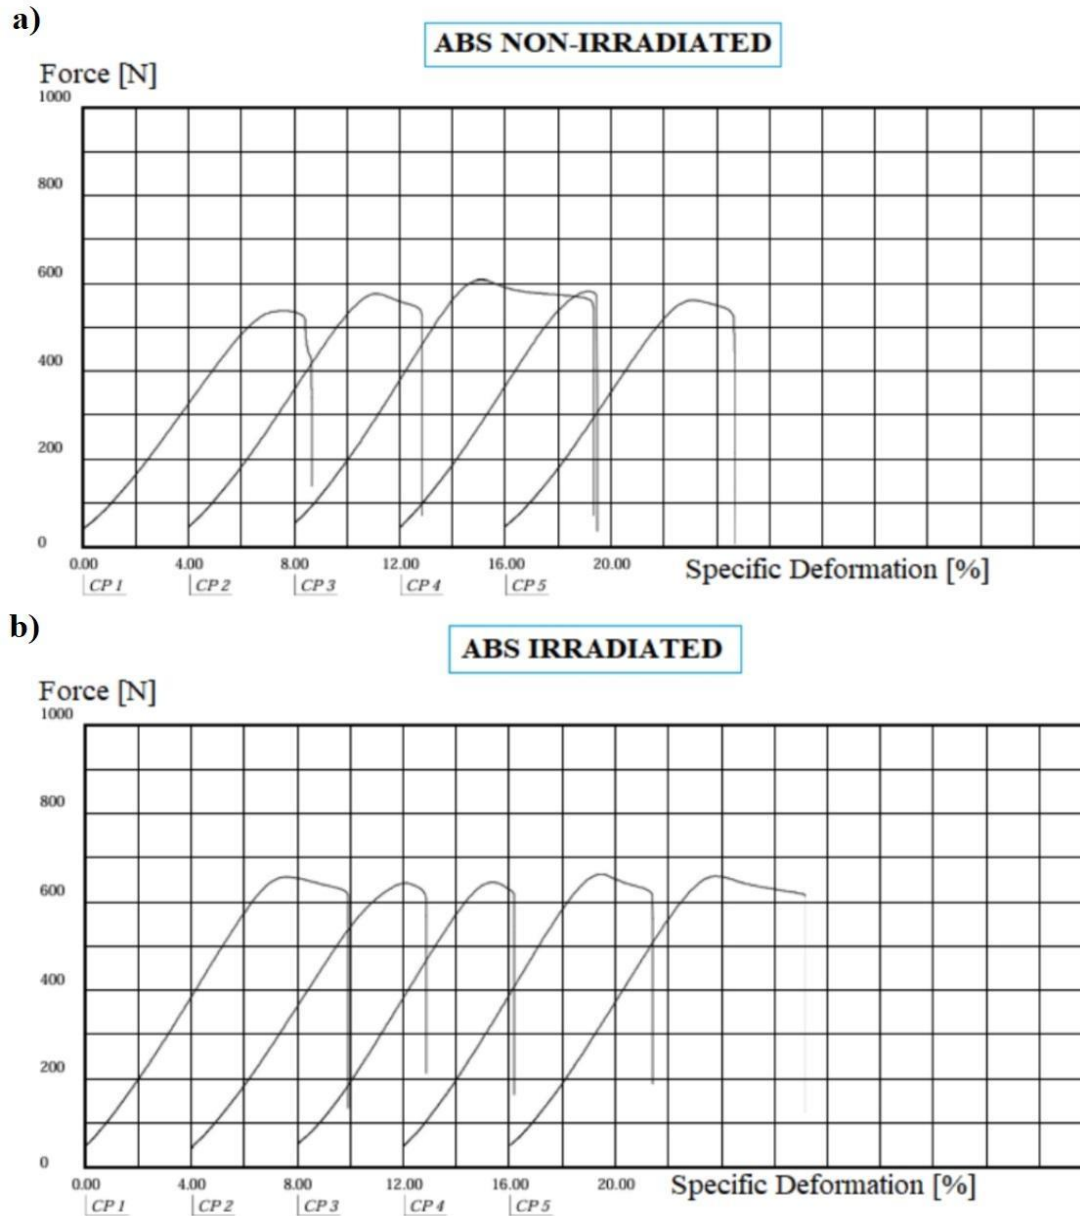 a)
ABS NON-IRRADIATED
Force [N]
1000
800
600
400
200
0
0.00 4.00 8.00 12.00 16.00 20.00 Specific Deformation [%]
CP 1 CP 2 CP 3 CP 4 CP 5
b)
ABS IRRADIATED
Force [N]
1000
800
600
400
200
0
0.00 4.00 8.00 12.00 16.00 20.00 Specific Deformation [%]
CP 1 CP 2 CP 3 CP 4 CP 5